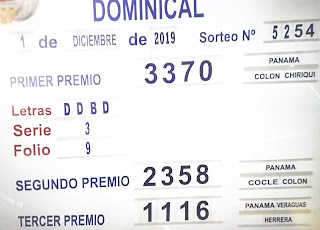 DOMINICAL
1 de DICIEMBRE de 2019 Sorteo Nº 5254
PRIMER PREMIO 3370 PANAMA
COLON CHIRIQUI
Letras D D B D
Serie 3
Folio 9
SEGUNDO PREMIO 2358 PANAMA
COCLE COLON
TERCER PREMIO 1116 PANAMA VERAGUAS
HERRERA